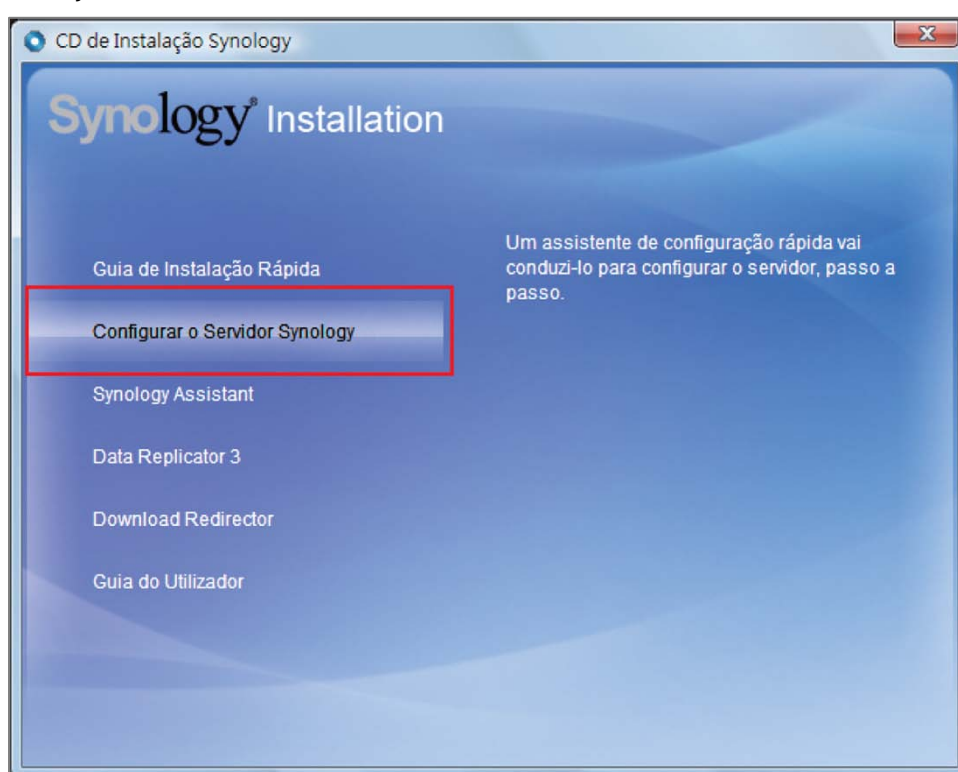 CD de Instalação Synology
Synology® Installation
Guia de Instalação Rápida
Configurar o Servidor Synology
Synology Assistant
Data Replicator 3
Download Redirector
Guia do Utilizador
Um assistente de configuração rápida vai
conduzi-lo para configurar o servidor, passo a
passo.